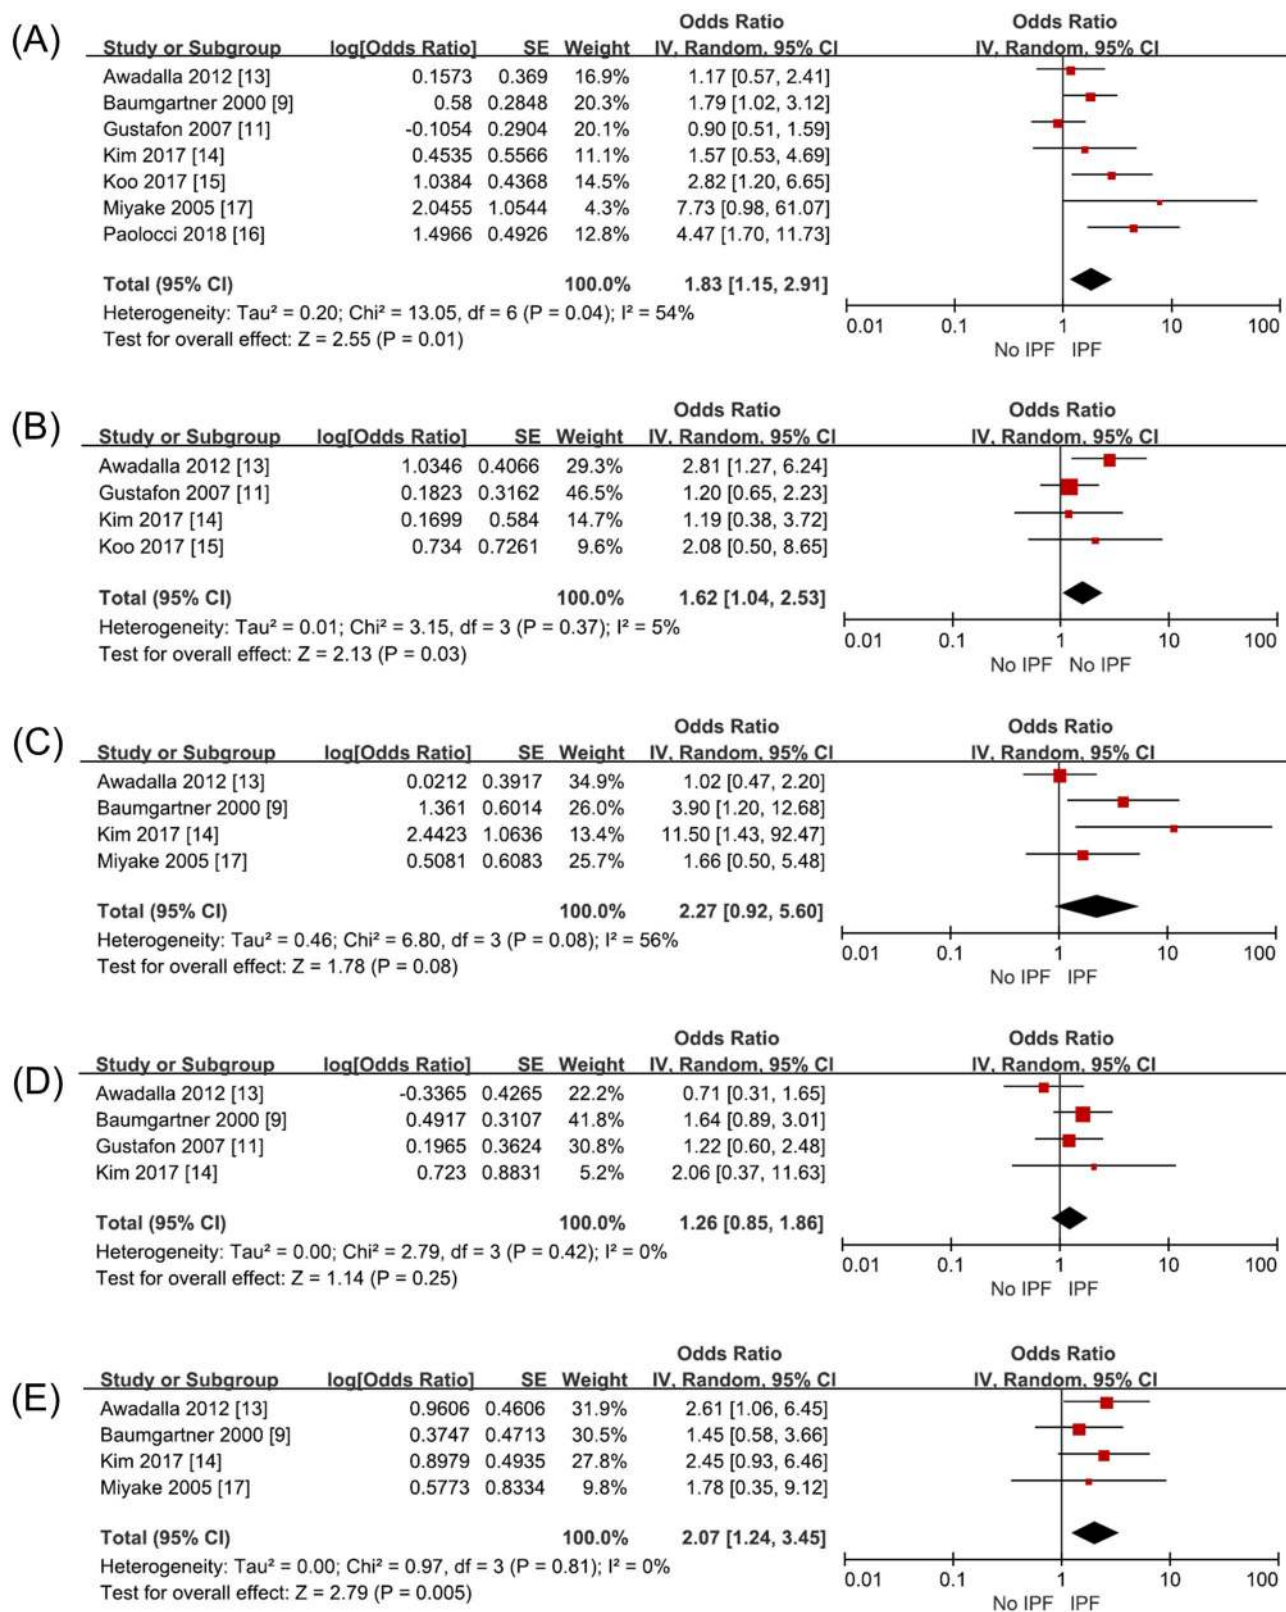 (A)
Odds Ratio Odds Ratio
Study or Subgroup log[Odds Ratio] SE Weight IV, Random, 95% CI IV, Random, 95% CI
Awadalla 2012 [13] 0.1573 0.369 16.9% 1.17 [0.57, 2.41]
Baumgartner 2000 [9] 0.58 0.2848 20.3% 1.79 [1.02, 3.12]
Gustafon 2007 [11] -0.1054 0.2904 20.1% 0.90 [0.51, 1.59]
Kim 2017 [14] 0.4535 0.5566 11.1% 1.57 [0.53, 4.69]
Koo 2017 [15] 1.0384 0.4368 14.5% 2.82 [1.20, 6.65]
Miyake 2005 [17] 2.0455 1.0544 4.3% 7.73 [0.98, 61.07]
Paolocci 2018 [16] 1.4966 0.4926 12.8% 4.47 [1.70, 11.73]
Total (95% CI) 100.0% 1.83 [1.15, 2.91]
Heterogeneity: Tau² = 0.20; Chi² = 13.05, df = 6 (P = 0.04); I² = 54%
Test for overall effect: Z = 2.55 (P = 0.01)
0.01 0.1 1 10 100
No IPF IPF
(B)
Odds Ratio Odds Ratio
Study or Subgroup log[Odds Ratio] SE Weight IV, Random, 95% CI IV, Random, 95% CI
Awadalla 2012 [13] 1.0346 0.4066 29.3% 2.81 [1.27, 6.24]
Gustafon 2007 [11] 0.1823 0.3162 46.5% 1.20 [0.65, 2.23]
Kim 2017 [14] 0.1699 0.584 14.7% 1.19 [0.38, 3.72]
Koo 2017 [15] 0.734 0.7261 9.6% 2.08 [0.50, 8.65]
Total (95% CI) 100.0% 1.62 [1.04, 2.53]
Heterogeneity: Tau² = 0.01; Chi² = 3.15, df = 3 (P = 0.37); I² = 5%
Test for overall effect: Z = 2.13 (P = 0.03)
0.01 0.1 1 10 100
No IPF No IPF
(C)
Odds Ratio Odds Ratio
Study or Subgroup log[Odds Ratio] SE Weight IV, Random, 95% CI IV, Random, 95% CI
Awadalla 2012 [13] 0.0212 0.3917 34.9% 1.02 [0.47, 2.20]
Baumgartner 2000 [9] 1.361 0.6014 26.0% 3.90 [1.20, 12.68]
Kim 2017 [14] 2.4423 1.0636 13.4% 11.50 [1.43, 92.47]
Miyake 2005 [17] 0.5081 0.6083 25.7% 1.66 [0.50, 5.48]
Total (95% CI) 100.0% 2.27 [0.92, 5.60]
Heterogeneity: Tau² = 0.46; Chi² = 6.80, df = 3 (P = 0.08); I² = 56%
Test for overall effect: Z = 1.78 (P = 0.08)
0.01 0.1 1 10 100
No IPF IPF
(D)
Odds Ratio Odds Ratio
Study or Subgroup log[Odds Ratio] SE Weight IV, Random, 95% CI IV, Random, 95% CI
Awadalla 2012 [13] -0.3365 0.4265 22.2% 0.71 [0.31, 1.65]
Baumgartner 2000 [9] 0.4917 0.3107 41.8% 1.64 [0.89, 3.01]
Gustafon 2007 [11] 0.1965 0.3624 30.8% 1.22 [0.60, 2.48]
Kim 2017 [14] 0.723 0.8831 5.2% 2.06 [0.37, 11.63]
Total (95% CI) 100.0% 1.26 [0.85, 1.86]
Heterogeneity: Tau² = 0.00; Chi² = 2.79, df = 3 (P = 0.42); I² = 0%
Test for overall effect: Z = 1.14 (P = 0.25)
0.01 0.1 1 10 100
No IPF IPF
(E)
Odds Ratio Odds Ratio
Study or Subgroup log[Odds Ratio] SE Weight IV, Random, 95% CI IV, Random, 95% CI
Awadalla 2012 [13] 0.9606 0.4606 31.9% 2.61 [1.06, 6.45]
Baumgartner 2000 [9] 0.3747 0.4713 30.5% 1.45 [0.58, 3.66]
Kim 2017 [14] 0.8979 0.4935 27.8% 2.45 [0.93, 6.46]
Miyake 2005 [17] 0.5773 0.8334 9.8% 1.78 [0.35, 9.12]
Total (95% CI) 100.0% 2.07 [1.24, 3.45]
Heterogeneity: Tau² = 0.00; Chi² = 0.97, df = 3 (P = 0.81); I² = 0%
Test for overall effect: Z = 2.79 (P = 0.005)
0.01 0.1 1 10 100
No IPF IPF